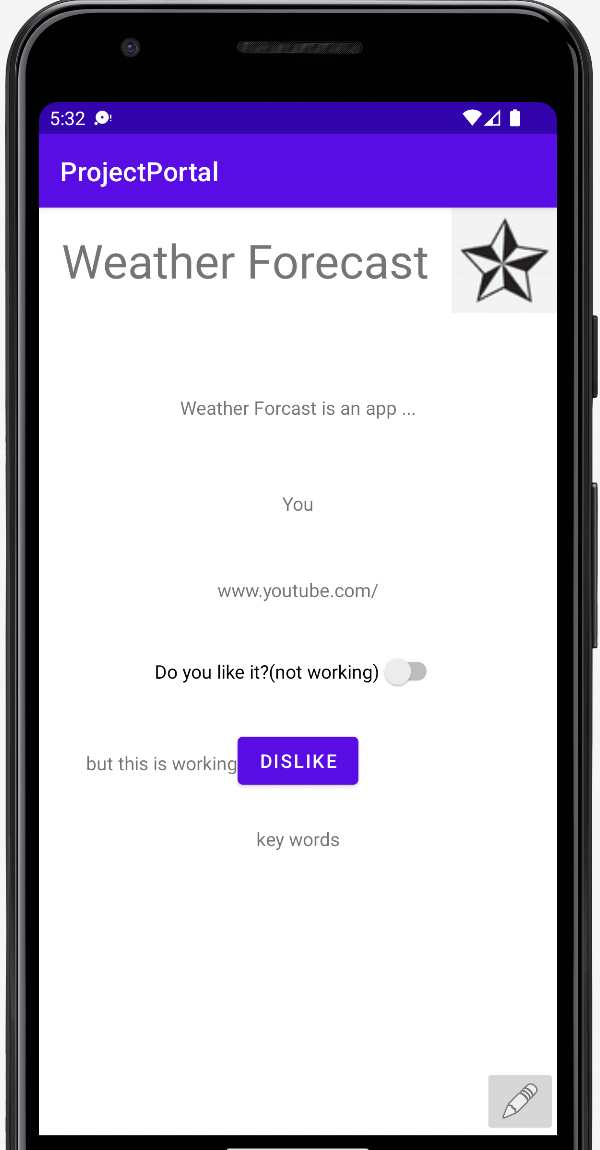 5:32
ProjectPortal
Weather Forecast
Weather Forcast is an app ...
You
www.youtube.com/
Do you like it?(not working)
but this is working DISLIKE
key words